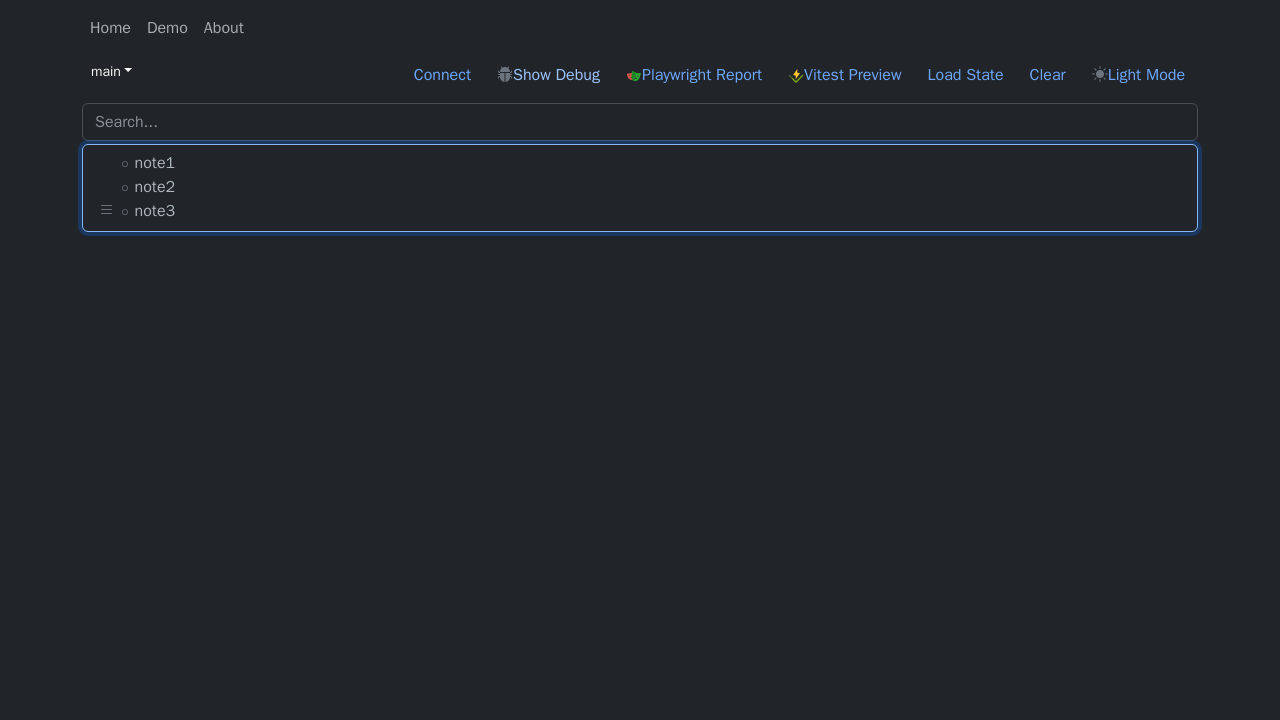 Home Demo About
main Connect Show Debug Playwright Report Vitest Preview Load State Clear Light Mode
Search...
note1
note2
note3